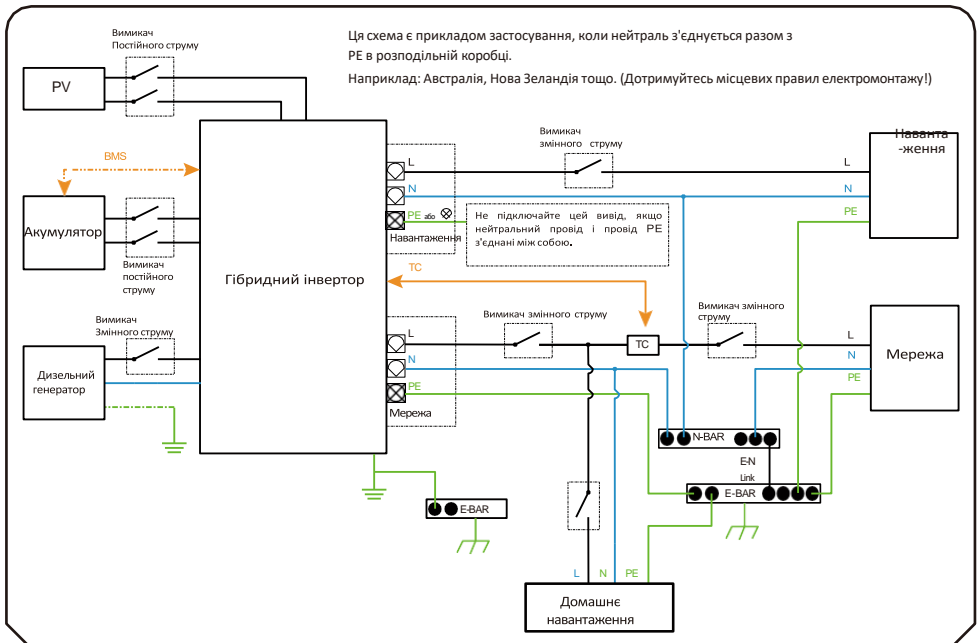 Ця схема є прикладом застосування, коли нейтраль з'єднується разом з
PE в розподільній коробці.
Наприклад: Австралія, Нова Зеландія тощо. (Дотримуйтесь місцевих правил електромонтажу!)
Вимикач
Постійного струму
PV
BMS
Акумулятор
Вимикач
постійного
струму
Вимикач
Змінного струму
Дизельний
генератор
Гібридний інвертор
L
N
PE або
Навантаження
Вимикач
змінного струму
L
N
PE
Наванта
-ження
Не підключайте цей вивід, якщо
нейтральний провід і провід PE
з'єднані між собою.
TC
Вимикач змінного струму
Вимикач змінного
струму
L
N
PE
Мережа
TC
L
N
PE
Мережа
N-BAR
E-N
Link
E-BAR
E-BAR
L
N
PE
Домашнє
навантаження